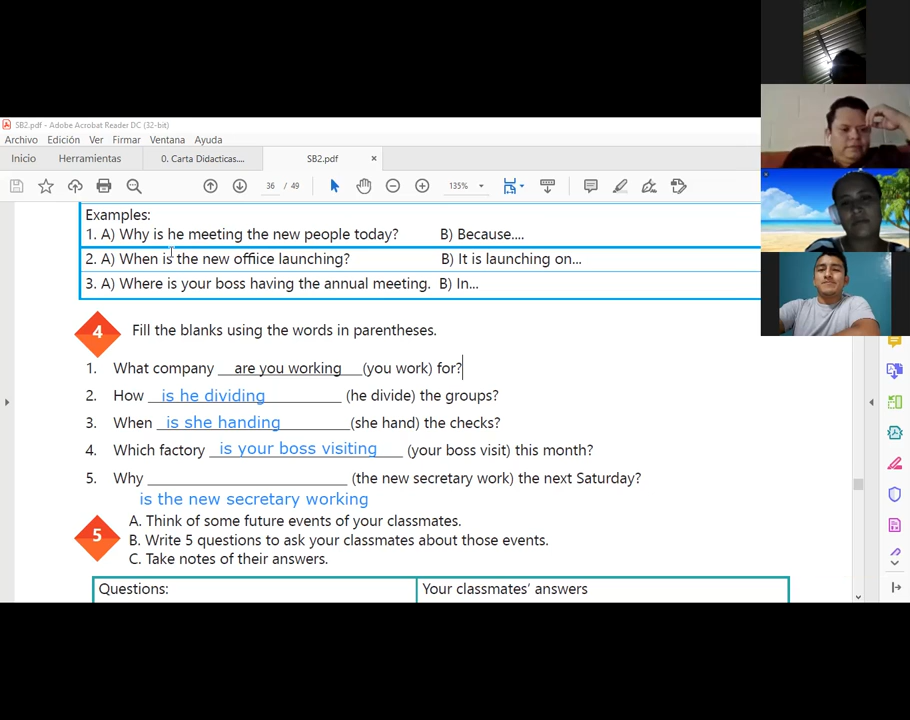 SB2.pdf - Adobe Acrobat Reader DC (32-bit)
Archivo Edición Ver Firmar Ventana Ayuda
Inicio Herramientas 0. Carta Didacticas.... SB2.pdf ×
36 / 49 135%
Examples:
1. A) Why is he meeting the new people today? B) Because....
2. A) When is the new office launching? B) It is launching on...
3. A) Where is your boss having the annual meeting. B) In...
4 Fill the blanks using the words in parentheses.
1. What company __are you working___(you work) for?
2. How is he dividing (he divide) the groups?
3. When is she handing (she hand) the checks?
4. Which factory is your boss visiting (your boss visit) this month?
5. Why ______________________ (the new secretary work) the next Saturday?
is the new secretary working
5 A. Think of some future events of your classmates.
B. Write 5 questions to ask your classmates about those events.
C. Take notes of their answers.
Questions: Your classmates' answers